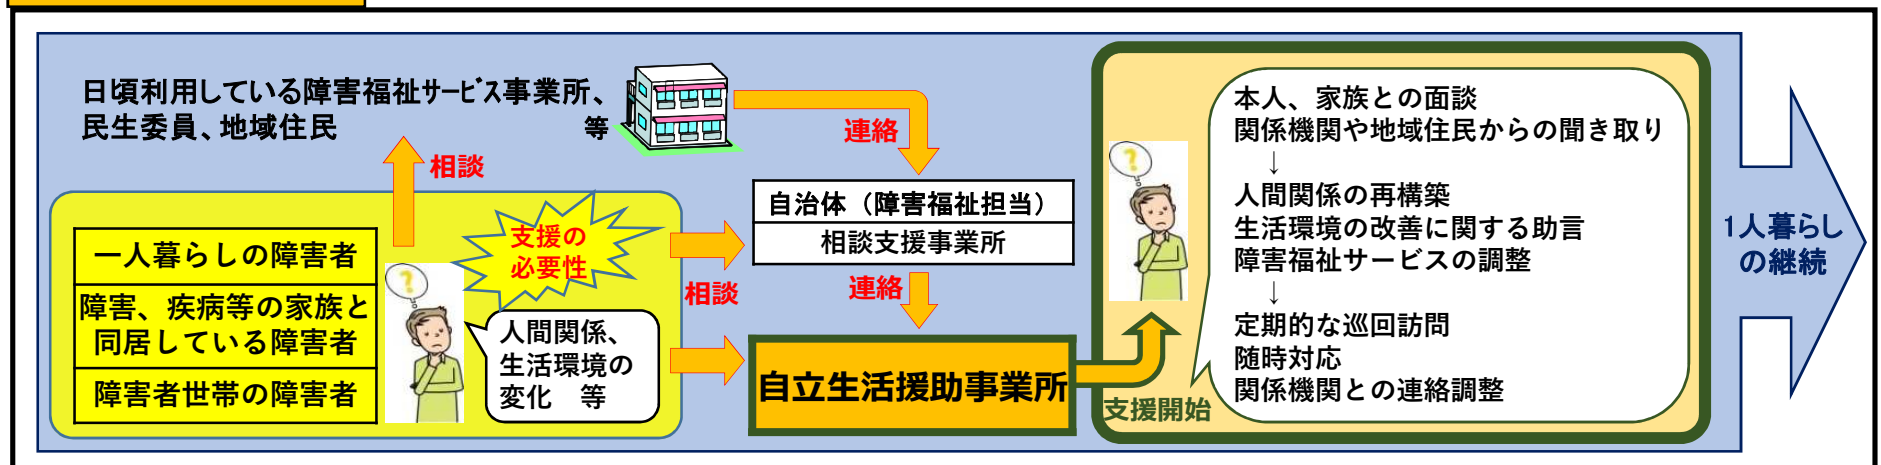 日頃利用している障害福祉サービス事業所、
民生委員、地域住民　等
連絡
相談
自治体（障害福祉担当）
相談支援事業所
支援の
必要性
一人暮らしの障害者
障害、疾病等の家族と
同居している障害者
障害者世帯の障害者
?
人間関係、
生活環境の
変化　等
相談
連絡
自立生活援助事業所
支援開始
?
本人、家族との面談
関係機関や地域住民からの聞き取り
↓
人間関係の再構築
生活環境の改善に関する助言
障害福祉サービスの調整
↓
定期的な巡回訪問
随時対応
関係機関との連絡調整
1人暮らし
の継続